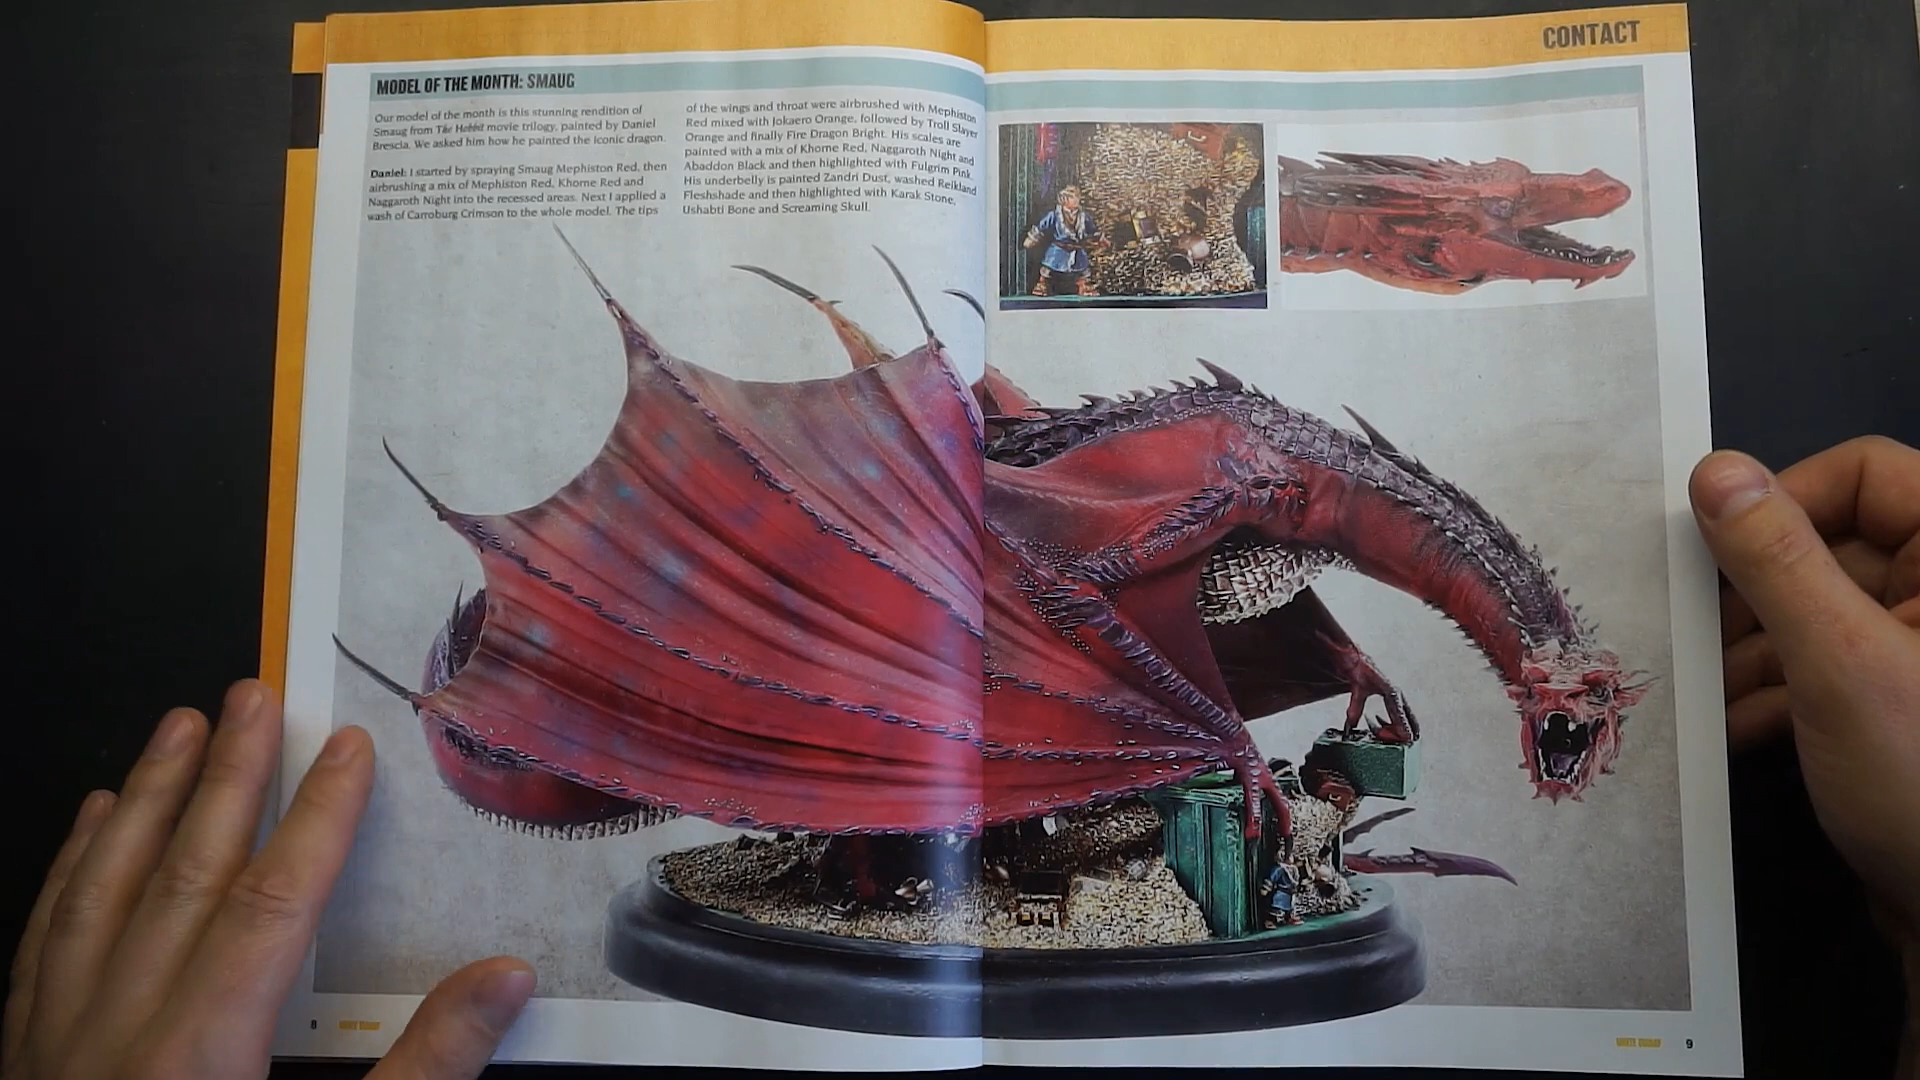 CONTACT
MODEL OF THE MONTH: SMAUG
Our model of the month is this stunning rendition of
Smaug from The Hobbit movie trilogy, painted by Daniel
Brescia. We asked him how he painted the iconic dragon.
Daniel: I started by spraying Smaug Mephiston Red, then
airbrushing a mix of Mephiston Red, Khorne Red and
Naggaroth Night into the recessed areas. Next I applied a
wash of Carroburg Crimson to the whole model. The tips
of the wings and throat were airbrushed with Mephiston
Red mixed with Jokaero Orange, followed by Troll Slayer
Orange and finally Fire Dragon Bright. His scales are
painted with a mix of Khorne Red, Naggaroth Night and
Abaddon Black and then highlighted with Fulgrim Pink.
His underbelly is painted Zandri Dust, washed Reikland
Fleshshade and then highlighted with Karak Stone,
Ushabti Bone and Screaming Skull.
8 WHITE DWARF
WHITE DWARF 9